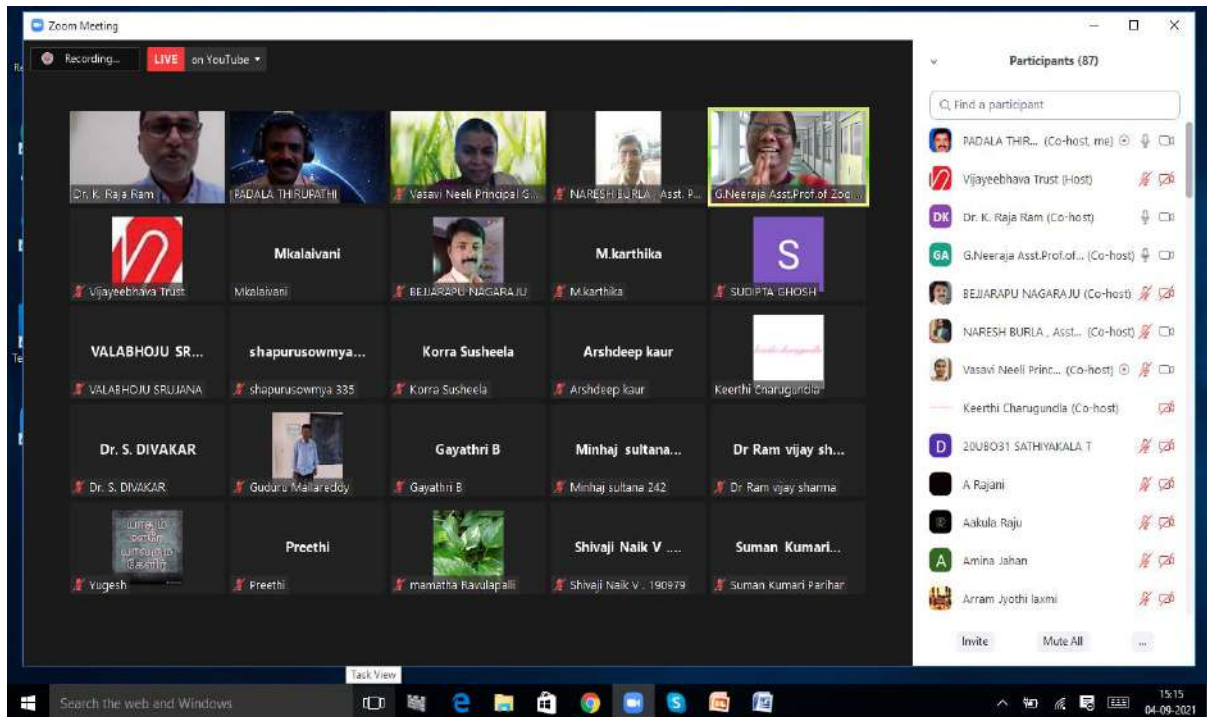 Zoom Meeting
Recording...
LIVE on YouTube
Dr. K. Raja Ram
PADALA THIRUPATHI
Vasavi Neeli Principal G...
NARESH BURLA , Asst. P...
G.Neeraja Asst.Prof.of Zoo...
Vijayeebhava Trust
Mkalaivani
Mkalaivani
BEJJARAPU NAGARAJU
M.karthika
M.karthika
S
SUDIPTA GHOSH
VALABHOJU SR...
VALABHOJU SRUJANA
shapurusowmya...
shapurusowmya 335
Korra Susheela
Korra Susheela
Arshdeep kaur
Arshdeep kaur
Keerthi Charugundla
Dr. S. DIVAKAR
Dr. S. DIVAKAR
Guduru Mallareddy
Gayathri B
Gayathri B
Minhaj sultana...
Minhaj sultana 242
Dr Ram vijay sh...
Dr Ram vijay sharma
யாதும்
ஊரே
யாவரும்
கேளிர்
Yugesh
Preethi
Preethi
mamatha Ravulapalli
Shivaji Naik V ....
Shivaji Naik V . 190979
Suman Kumari...
Suman Kumari Parihar
Participants (87)
Find a participant
PADALA THIR... (Co-host, me)
Vijayeebhava Trust (Host)
DK Dr. K. Raja Ram (Co-host)
GA G.Neeraja Asst.Prof.of... (Co-host)
BEJJARAPU NAGARAJU (Co-host)
NARESH BURLA , Asst... (Co-host)
Vasavi Neeli Princ... (Co-host)
Keerthi Charugundla (Co-host)
D 20UBO31 SATHIYAKALA T
A Rajani
Aakula Raju
A Amina Jahan
Arram Jyothi laxmi
Invite Mute All ...
Task View
Search the web and Windows
15:15
04-09-2021